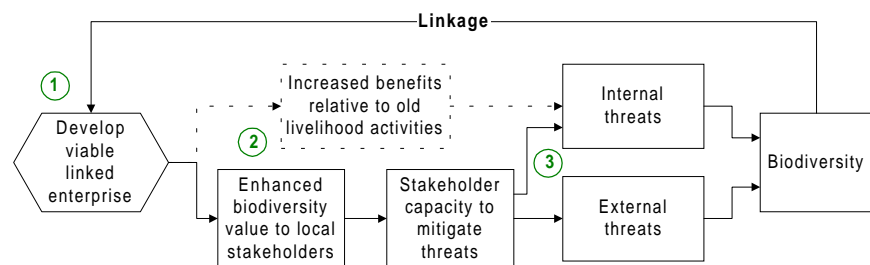 Linkage
1
Develop
viable
linked
enterprise
Increased benefits
relative to old
livelihood activities
2
Enhanced
biodiversity
value to local
stakeholders
Stakeholder
capacity to
mitigate
threats
3
Internal
threats
External
threats
Biodiversity